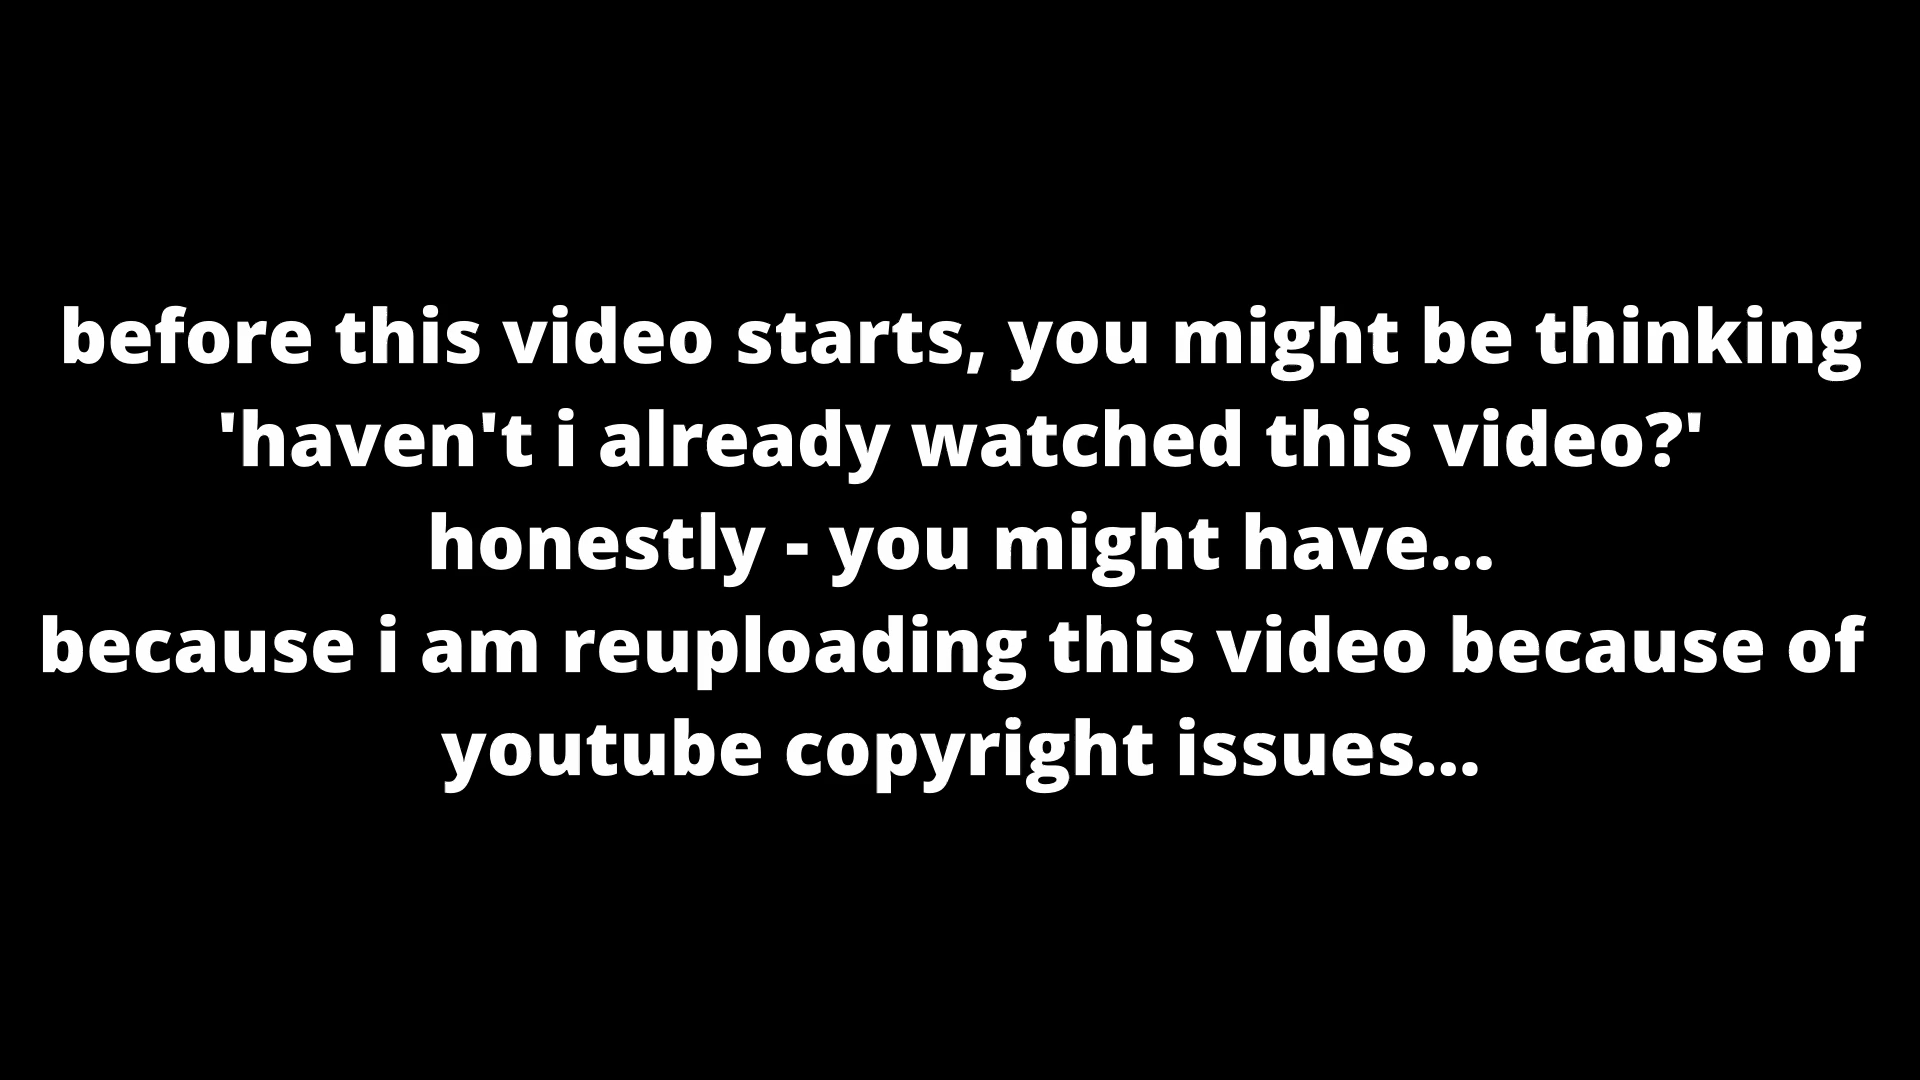 before this video starts, you might be thinking
'haven't i already watched this video?'
honestly - you might have...
because i am reuploading this video because of
youtube copyright issues...